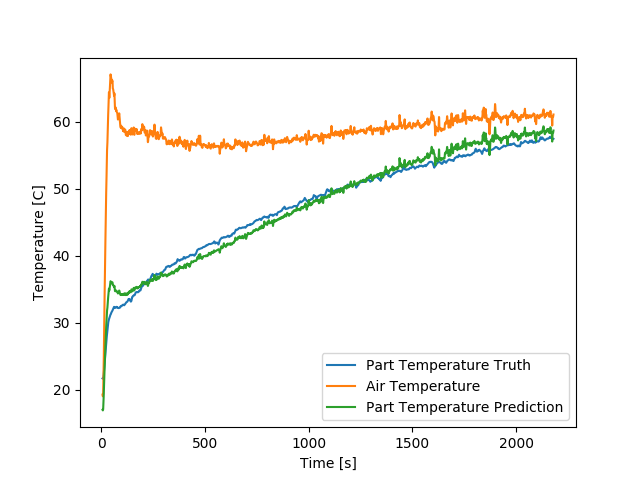 60
50
40
30
20
Temperature [C]
0
500
1000
1500
2000
Time [s]
Part Temperature Truth
Air Temperature
Part Temperature Prediction